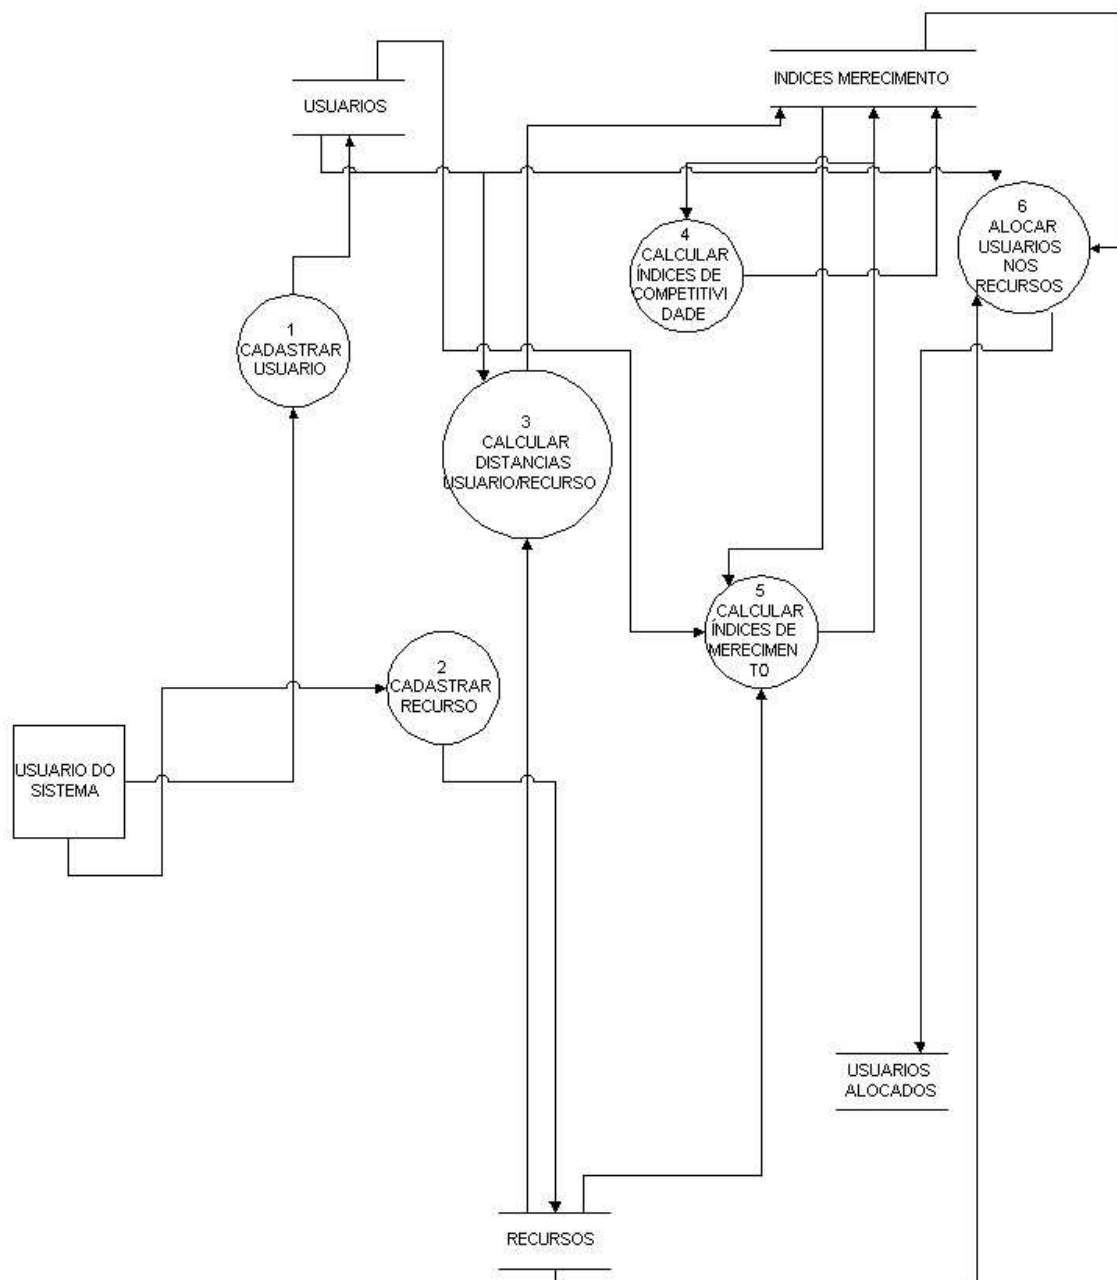 USUARIOS
INDICES MERECIMENTO
6
ALOCAR
USUARIOS
NOS
RECURSOS
4
CALCULAR
ÍNDICES DE
COMPETITIVI
DADE
1
CADASTRAR
USUARIO
3
CALCULAR
DISTANCIAS
USUARIO/RECURSO
5
CALCULAR
ÍNDICES DE
MERECIMEN
TO
2
CADASTRAR
RECURSO
USUARIO DO
SISTEMA
USUARIOS
ALOCADOS
RECURSOS